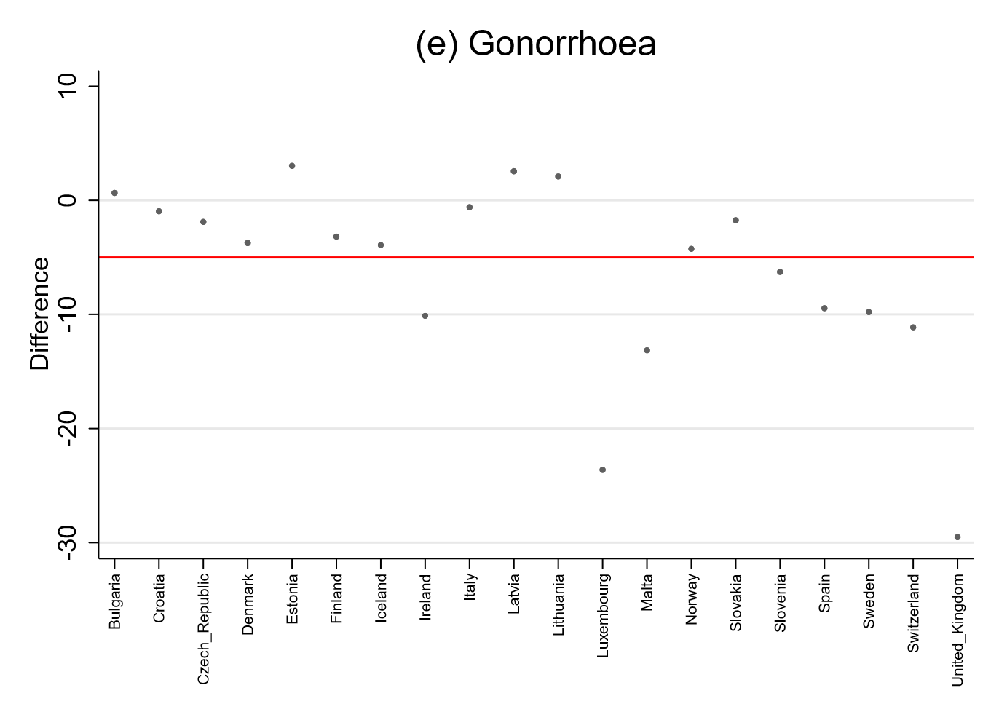 (e) Gonorrhoea
Difference
10
0
-10
-20
-30
Bulgaria
Croatia
Czech_Republic
Denmark
Estonia
Finland
Iceland
Ireland
Italy
Latvia
Lithuania
Luxembourg
Malta
Norway
Slovakia
Slovenia
Spain
Sweden
Switzerland
United_Kingdom